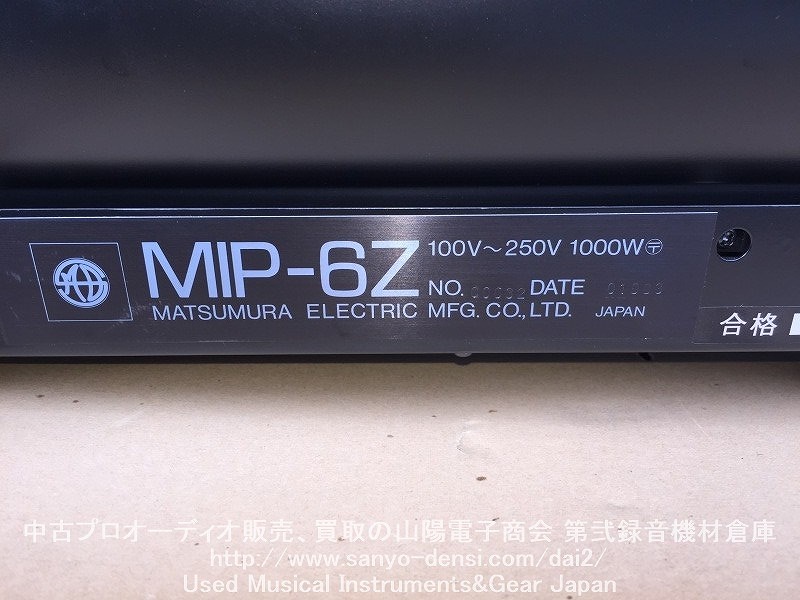 MIP-6Z 100V～250V 1000W〶
NO. DATE
MATSUMURA ELECTRIC MFG. CO., LTD. JAPAN
合格
中古プロオーディオ販売、買取の山陽電子商会 第弐録音機材倉庫
http://www.sanyo-densi.com/dai2/
Used Musical Instruments&Gear Japan